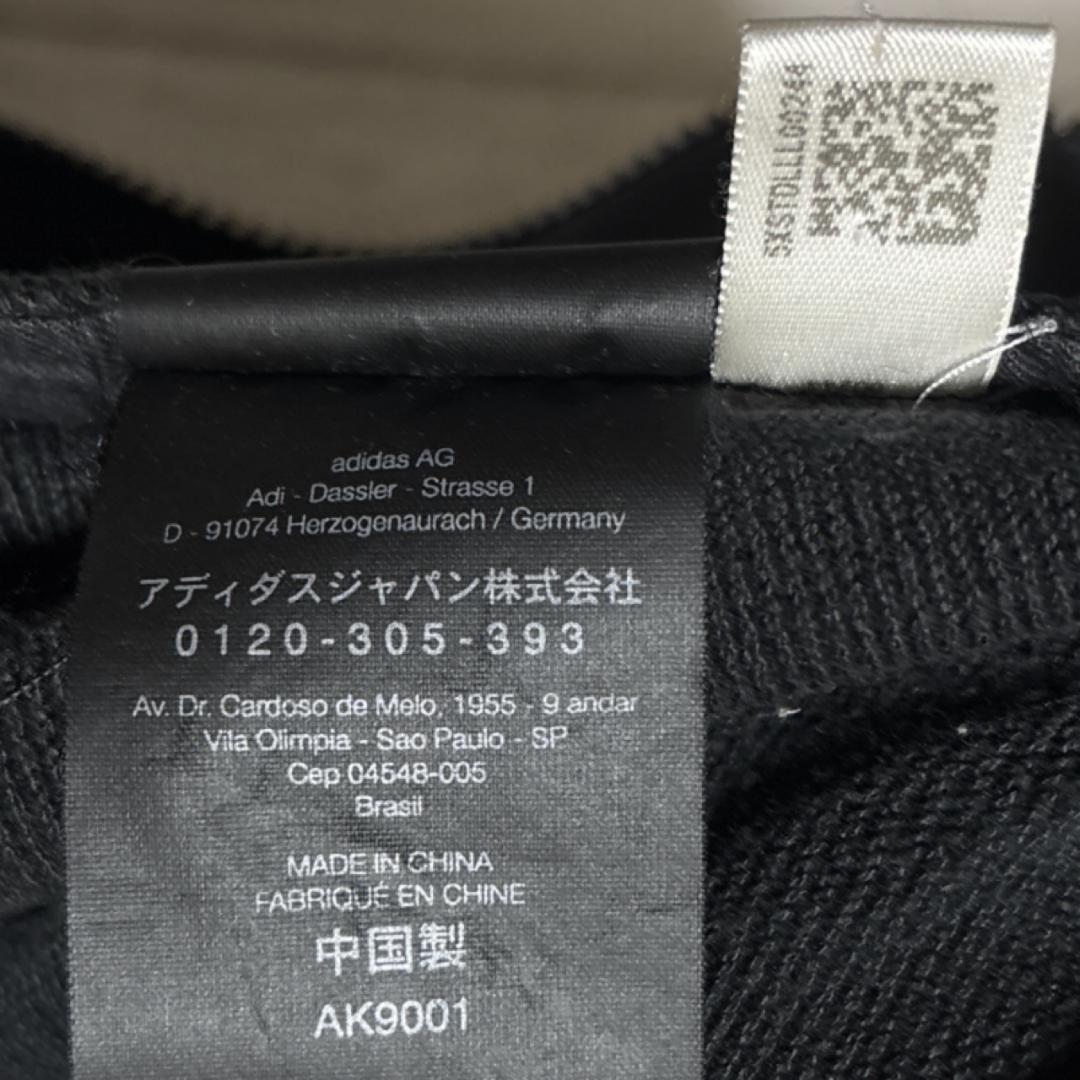 5XSTDLLL00244
adidas AG
Adi - Dassler - Strasse 1
D - 91074 Herzogenaurach / Germany
アディダスジャパン株式会社
0120-305-393
Av. Dr. Cardoso de Melo, 1955 - 9 andar
Vila Olimpia - Sao Paulo - SP
Cep 04548-005
Brasil
MADE IN CHINA
FABRIQUÉ EN CHINE
中国製
AK9001